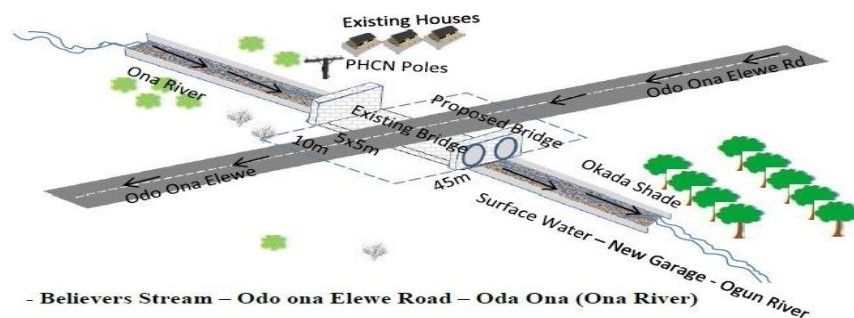 Existing Houses
PHCN Poles
Ona River
Odo Ona Elewe Rd
Proposed Bridge
Existing Bridge
5x5m
10m
45m
Odo Ona Elewe
Okada Shade
Surface Water – New Garage - Ogun River
- Believers Stream – Odo ona Elewe Road – Oda Ona (Ona River)